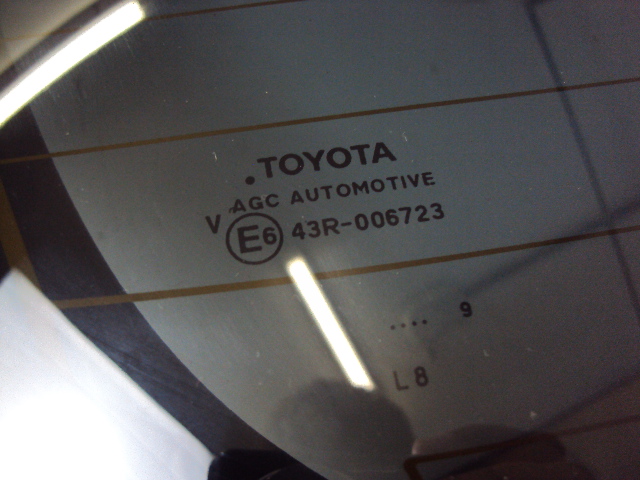 .TOYOTA
AGC AUTOMOTIVE
V E6 43R-006723
.... 9
L8